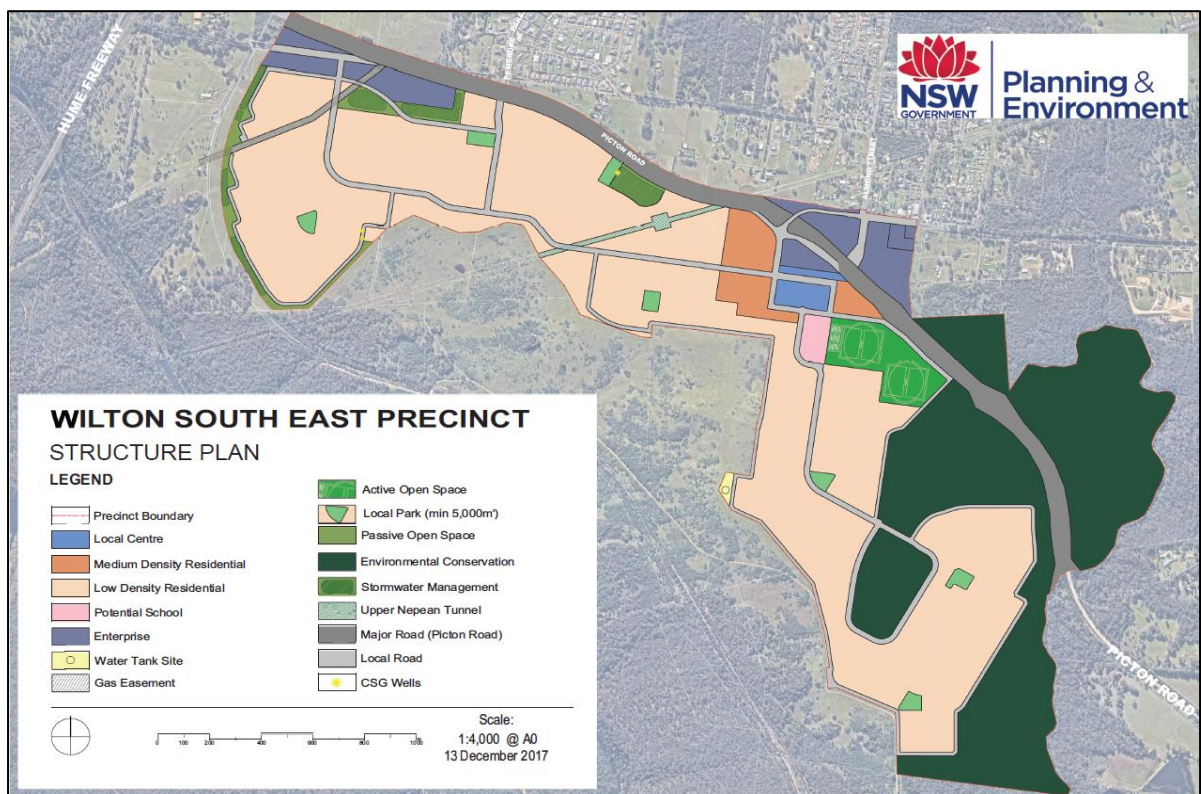 HUME FREEWAY
PICTON ROAD
NSW
GOVERNMENT
Planning &
Environment
WILTON SOUTH EAST PRECINCT
STRUCTURE PLAN
LEGEND
Precinct Boundary
Local Centre
Medium Density Residential
Low Density Residential
Potential School
Enterprise
Water Tank Site
Gas Easement
Active Open Space
Local Park (min 5,000m²)
Passive Open Space
Environmental Conservation
Stormwater Management
Upper Nepean Tunnel
Major Road (Picton Road)
Local Road
CSG Wells
0 100 200 400 600 800 1000
Scale:
1:4,000 @ A0
13 December 2017
PICTON ROAD